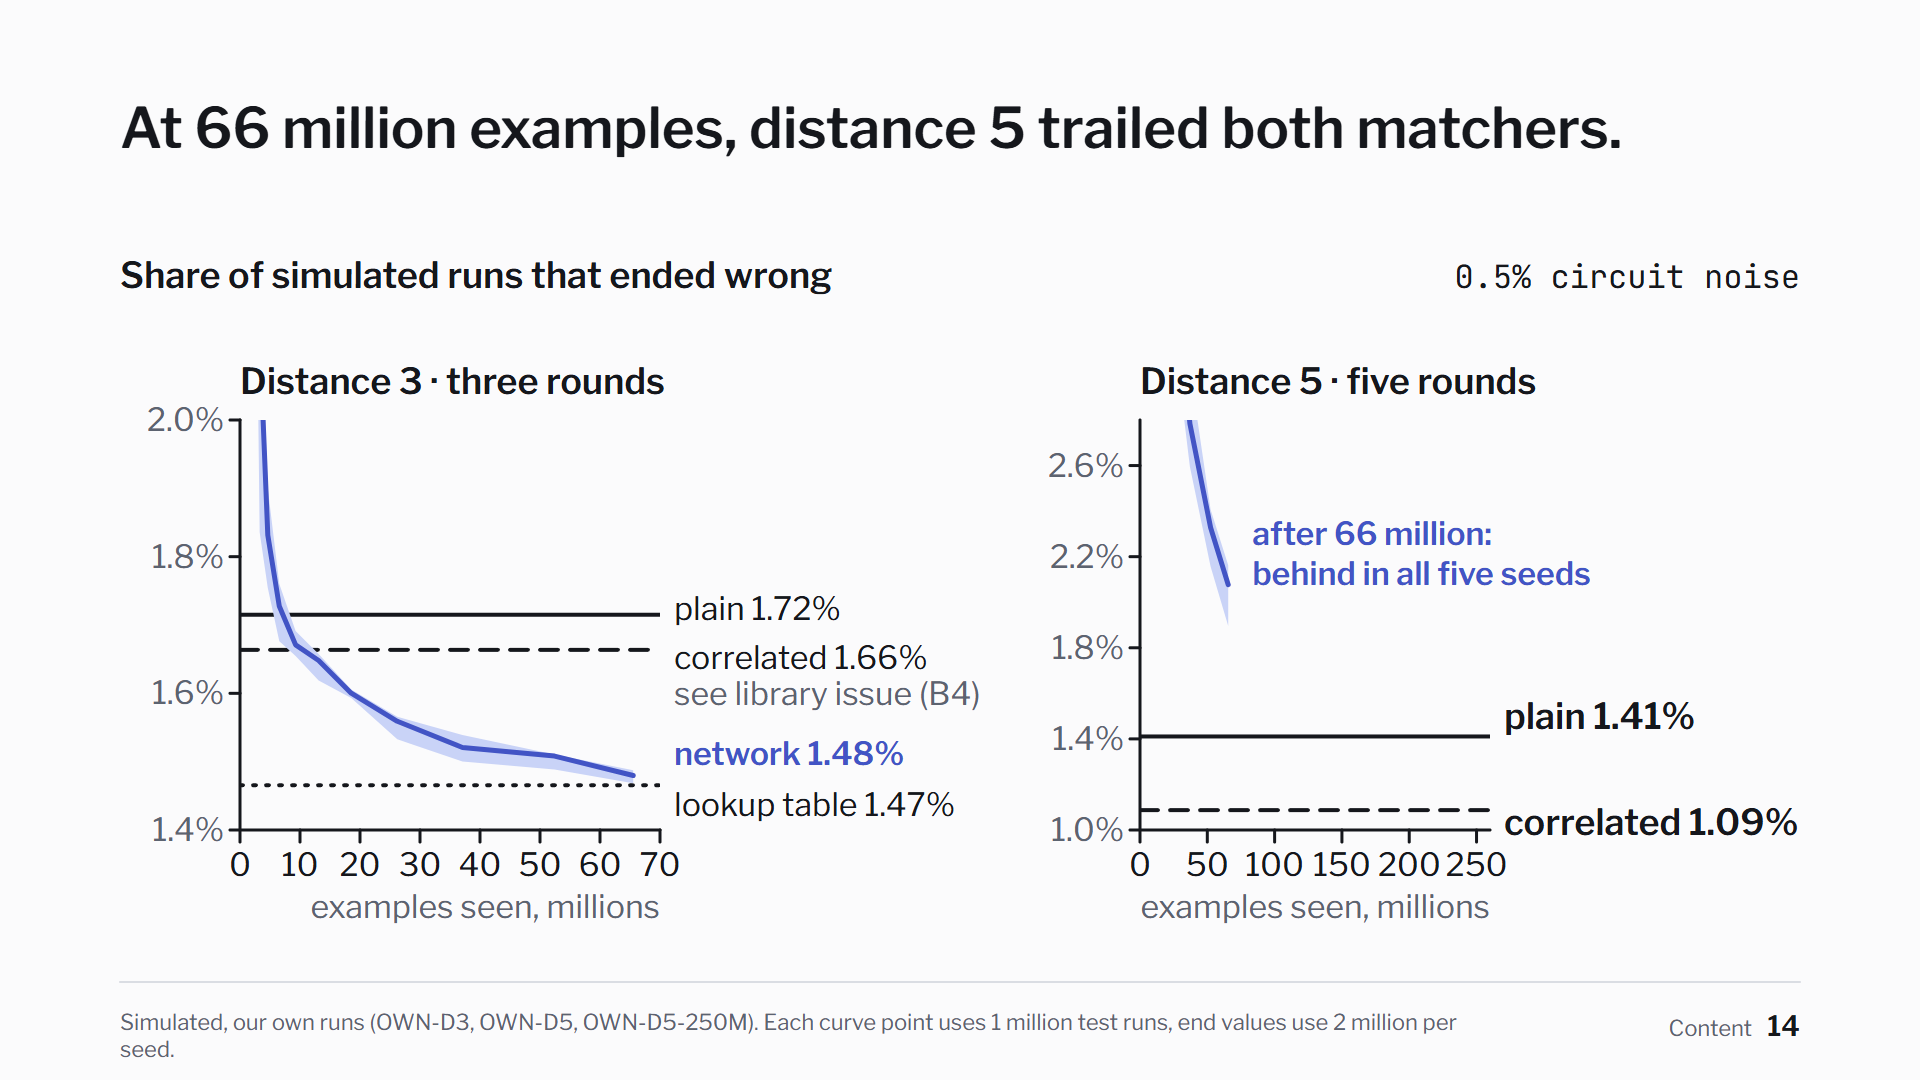 At 66 million examples, distance 5 trailed both matchers.
Share of simulated runs that ended wrong
0.5% circuit noise
Distance 3 · three rounds
2.0%
1.8%
1.6%
1.4%
0 10 20 30 40 50 60 70
examples seen, millions
plain 1.72%
correlated 1.66%
see library issue (B4)
network 1.48%
lookup table 1.47%
Distance 5 · five rounds
2.6%
2.2%
1.8%
1.4%
1.0%
0 50 100 150 200 250
examples seen, millions
after 66 million:
behind in all five seeds
plain 1.41%
correlated 1.09%
Simulated, our own runs (OWN-D3, OWN-D5, OWN-D5-250M). Each curve point uses 1 million test runs, end values use 2 million per
seed.
Content 14